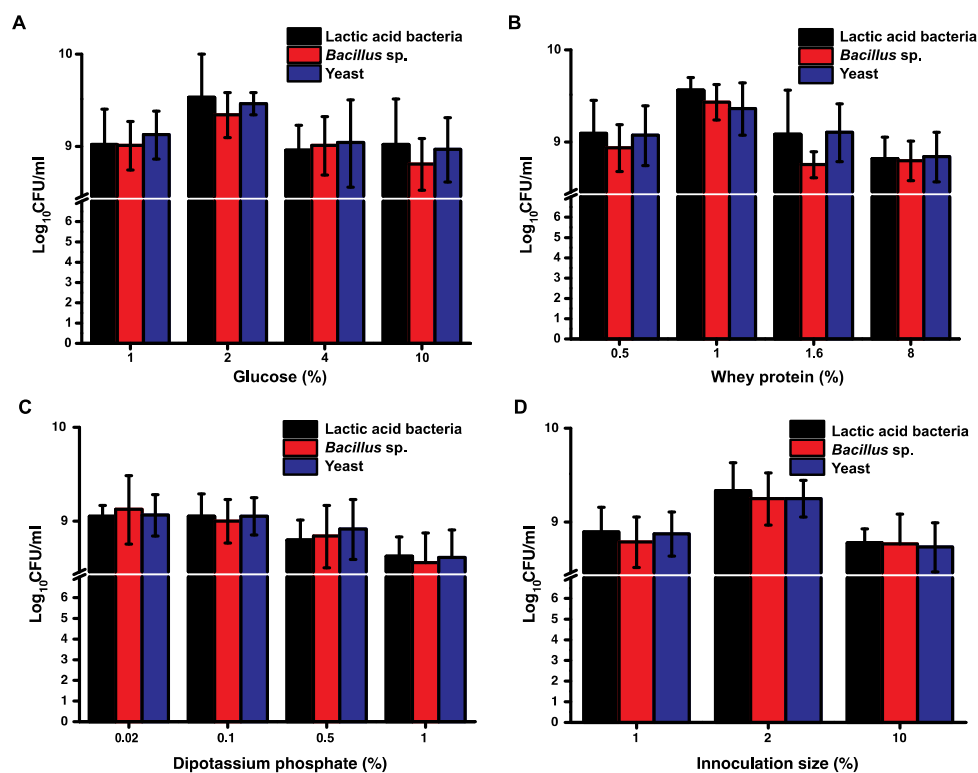 A
Lactic acid bacteria
Bacillus sp.
Yeast
10
9
6
5
4
3
2
1
0
Log10CFU/ml
1 2 4 10
Glucose (%)
B
Lactic acid bacteria
Bacillus sp.
Yeast
10
9
6
5
4
3
2
1
0
Log10CFU/ml
0.5 1 1.6 8
Whey protein (%)
C
Lactic acid bacteria
Bacillus sp.
Yeast
10
9
6
5
4
3
2
1
0
Log10CFU/ml
0.02 0.1 0.5 1
Dipotassium phosphate (%)
D
Lactic acid bacteria
Bacillus sp.
Yeast
10
9
6
5
4
3
2
1
0
Log10CFU/ml
1 2 10
Innoculation size (%)